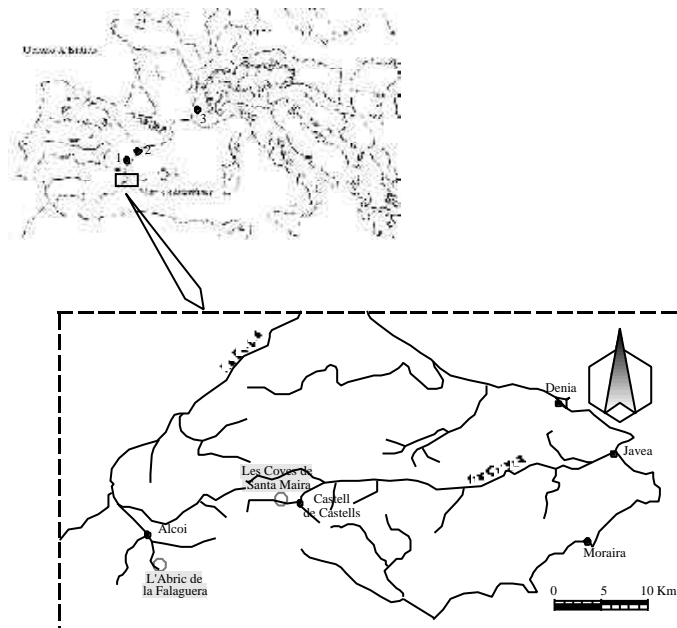 3
2
1
Denia
Javea
Les Coves de
Santa Maira
Castell
de Castells
Alcoi
Moraira
L'Abric de
la Falaguera
0 5 10 Km